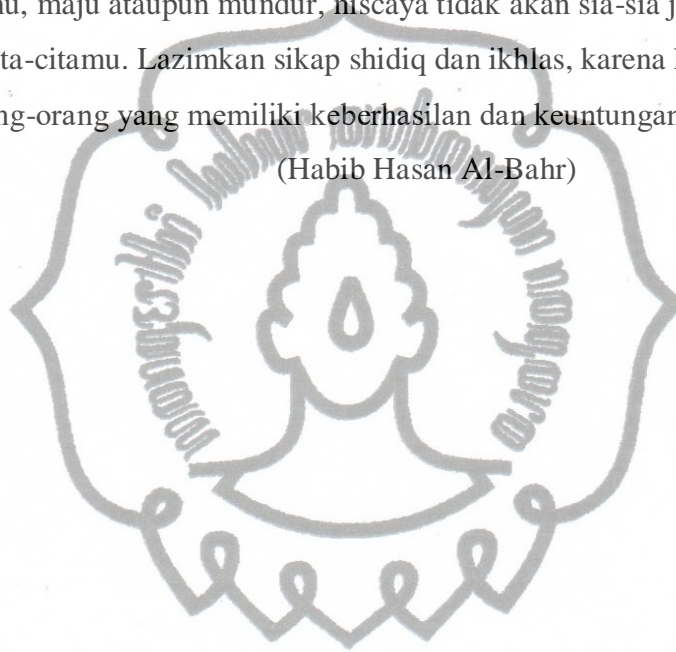 maju ataupun mundur, niscaya tidak akan sia-sia
ta-citamu. Lazimkan sikap shidiq dan ikhlas, karena
ng-orang yang memiliki keberhasilan dan keuntungan
(Habib Hasan Al-Bahr)